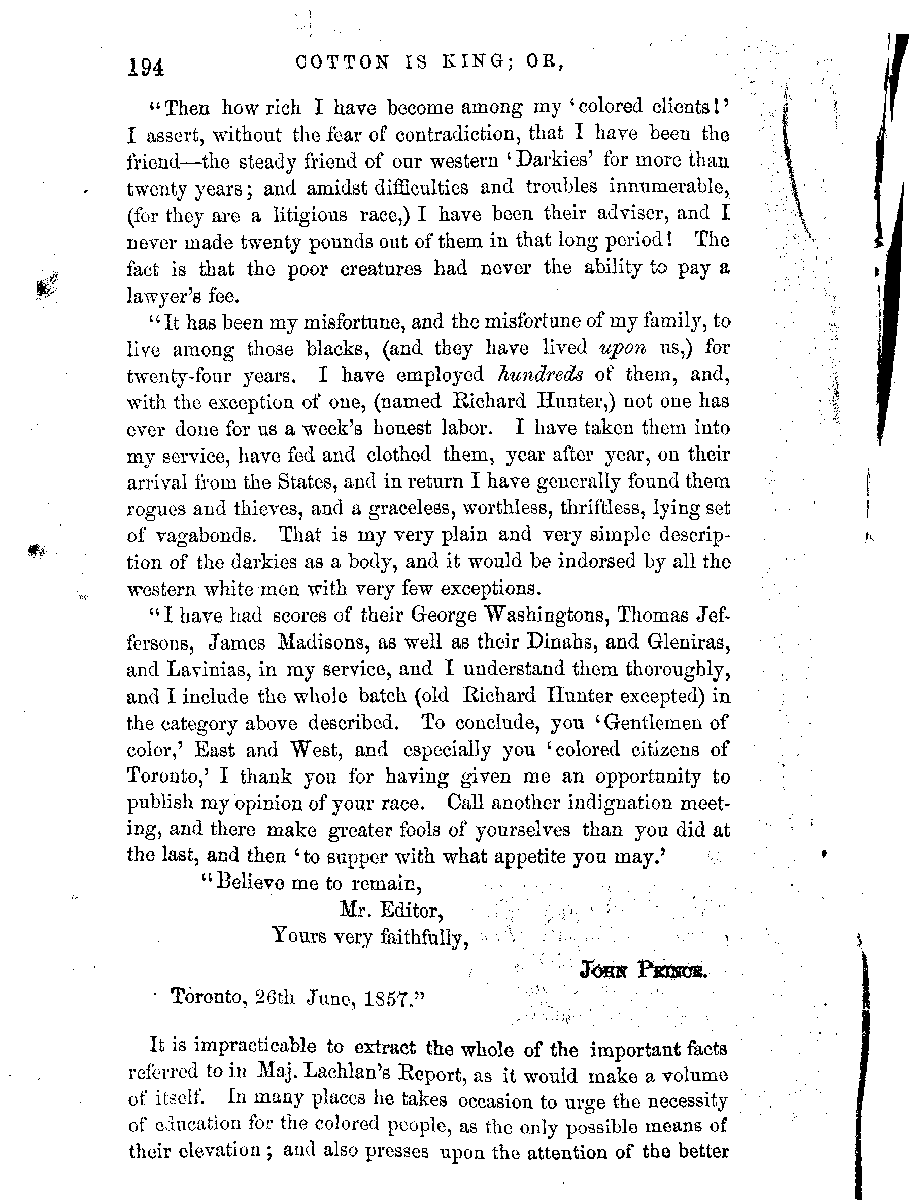 194 COTTON IS KING; OR,
“Then how rich I have become among my ‘colored clients!’
I assert, without the fear of contradiction, that I have been the
friend—the steady friend of our western ‘Darkies’ for more than
twenty years; and amidst difficulties and troubles innumerable,
(for they are a litigious race,) I have been their adviser, and I
never made twenty pounds out of them in that long period! The
fact is that the poor creatures had never the ability to pay a
lawyer’s fee.
“It has been my misfortune, and the misfortune of my family, to
live among those blacks, (and they have lived upon us,) for
twenty-four years. I have employed hundreds of them, and,
with the exception of one, (named Richard Hunter,) not one has
ever done for us a week’s honest labor. I have taken them into
my service, have fed and clothed them, year after year, on their
arrival from the States, and in return I have generally found them
rogues and thieves, and a graceless, worthless, thriftless, lying set
of vagabonds. That is my very plain and very simple descrip-
tion of the darkies as a body, and it would be indorsed by all the
western white men with very few exceptions.
“I have had scores of their George Washingtons, Thomas Jef-
fersons, James Madisons, as well as their Dinahs, and Gleniras,
and Lavinias, in my service, and I understand them thoroughly,
and I include the whole batch (old Richard Hunter excepted) in
the category above described. To conclude, you ‘Gentlemen of
color,’ East and West, and especially you ‘colored citizens of
Toronto,’ I thank you for having given me an opportunity to
publish my opinion of your race. Call another indignation meet-
ing, and there make greater fools of yourselves than you did at
the last, and then ‘to supper with what appetite you may.’
“Believe me to remain,
Mr. Editor,
Yours very faithfully,
JOHN PRINCE.
Toronto, 26th June, 1857.”
It is impracticable to extract the whole of the important facts
referred to in Maj. Lachlan’s Report, as it would make a volume
of itself. In many places he takes occasion to urge the necessity
of education for the colored people, as the only possible means of
their elevation; and also presses upon the attention of the better